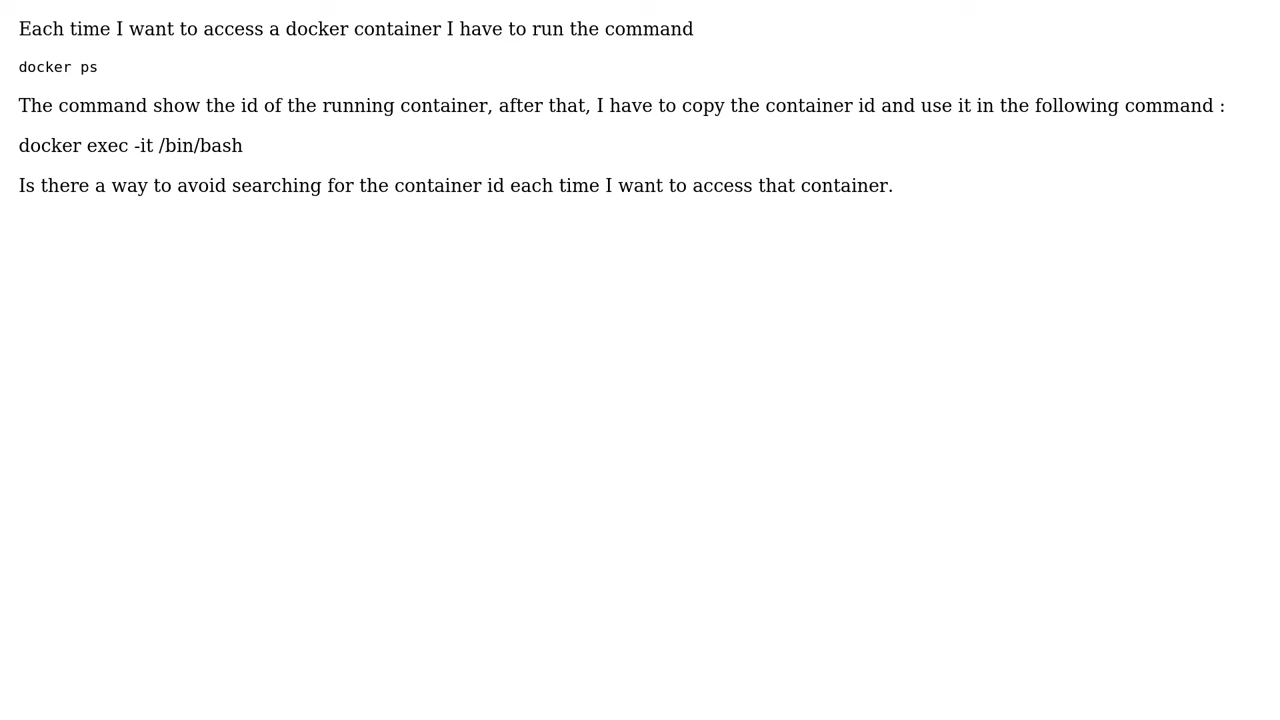 Each time I want to access a docker container I have to run the command
docker ps
The command show the id of the running container, after that, I have to copy the container id and use it in the following command :
docker exec -it /bin/bash
Is there a way to avoid searching for the container id each time I want to access that container.